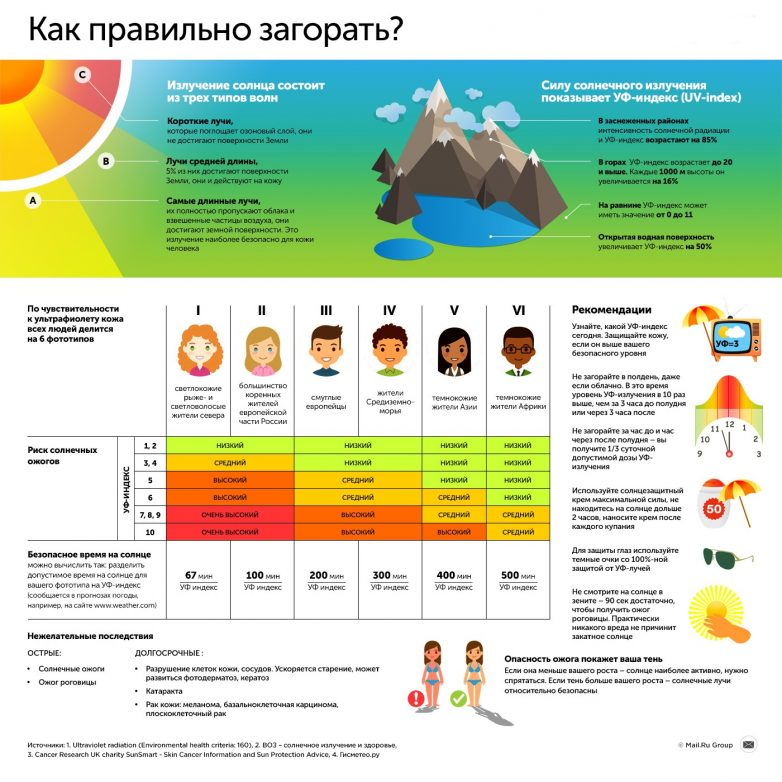 Как правильно загорать?
C
B
A
Излучение солнца состоит
из трех типов волн
Короткие лучи,
которые поглощает озоновый слой, они
не достигают поверхности Земли
Лучи средней длины,
5% из них достигают поверхности
Земли, они и действуют на кожу
Самые длинные лучи,
их полностью пропускают облака и
взвешенные частицы воздуха, они
достигают земной поверхности. Это
излучение наиболее безопасно для кожи
человека
Силу солнечного излучения
показывает УФ-индекс (UV-index)
В заснеженных районах
интенсивность солнечной радиации
и УФ-индекс возрастают на 85%
В горах УФ-индекс возрастает до 20
и выше. Каждые 1000 м высоты он
увеличивается на 16%
На равнине УФ-индекс может
иметь значение от 0 до 11
Открытая водная поверхность
увеличивает УФ-индекс на 50%
По чувствительности
к ультрафиолету кожа
всех людей делится
на 6 фототипов
I II III IV V VI
светлокожие
рыже- и
светловолосые
жители севера
большинство
коренных
жителей
европейской
части России
смуглые
европейцы
жители
Средиземно-
морья
темнокожие
жители Азии
темнокожие
жители Африки
Риск солнечных
ожогов
УФ-ИНДЕКС
1, 2 НИЗКИЙ НИЗКИЙ НИЗКИЙ НИЗКИЙ
3, 4 СРЕДНИЙ НИЗКИЙ НИЗКИЙ НИЗКИЙ
5 ВЫСОКИЙ СРЕДНИЙ НИЗКИЙ НИЗКИЙ
6 ВЫСОКИЙ СРЕДНИЙ НИЗКИЙ НИЗКИЙ
7, 8, 9 ОЧЕНЬ ВЫСОКИЙ ВЫСОКИЙ СРЕДНИЙ СРЕДНИЙ
10 ОЧЕНЬ ВЫСОКИЙ ВЫСОКИЙ ВЫСОКИЙ СРЕДНИЙ
Безопасное время на солнце
можно вычислить так: разделить
допустимое время на солнце для
вашего фототипа на УФ-индекс
(сообщается в прогнозах погоды,
например, на сайте www.weather.com)
67 мин 100 мин 200 мин 300 мин 400 мин 500 мин
УФ индекс УФ индекс УФ индекс УФ индекс УФ индекс УФ индекс
Рекомендации
Узнайте, какой УФ-индекс
сегодня. Защищайте кожу,
если он выше вашего
безопасного уровня
УФ=3
Не загорайте в полдень, даже
если облачно. В это время
уровень УФ-излучения в 10 раз
выше, чем за 3 часа до полудня
или через 3 часа после
Не загорайте за час до и час
через после полудня – вы
получите 1/3 суточной
допустимой дозы УФ-
излучения
11 12
9 3
Используйте солнцезащитный
крем максимальной силы, не
находитесь на солнце дольше
2 часов, наносите крем после
каждого купания
50
Для защиты глаз используйте
темные очки со 100%-ной
защитой от УФ-лучей
Не смотрите на солнце в
зените – 90 сек достаточно,
чтобы получить ожог
роговицы. Практически
никакого вреда не причинит
закатное солнце
Нежелательные последствия
ОСТРЫЕ:
• Солнечные ожоги
• Ожог роговицы
ДОЛГОСРОЧНЫЕ :
• Разрушение клеток кожи, сосудов. Ускоряется старение, может
развиться фотодерматоз, кератоз
• Катаракта
• Рак кожи: меланома, базальноклеточная карцинома,
плоскоклеточный рак
Опасность ожога покажет ваша тень
Если она меньше вашего роста – солнце наиболее активно, нужно
спрятаться. Если тень больше вашего роста – солнечные лучи
относительно безопасны
Источники: 1. Ultraviolet radiation (Environmental health criteria: 160), 2. ВОЗ – солнечное излучение и здоровье,
3. Cancer Research UK charity SunSmart - Skin Cancer Information and Sun Protection Advice, 4. Гисметео.ру
© Mail.Ru Group